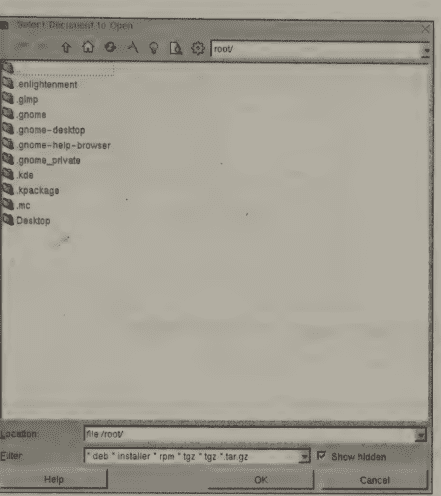 Select Document to Open
root/
..
.enlightenment
.gimp
.gnome
.gnome-desktop
.gnome-help-browser
.gnome_private
.kde
.kpackage
.mc
Desktop
Location: file:/root/
Filter: *.deb *.installer *.rpm *.tgz *.tgz *.tar.gz Show hidden
Help OK Cancel